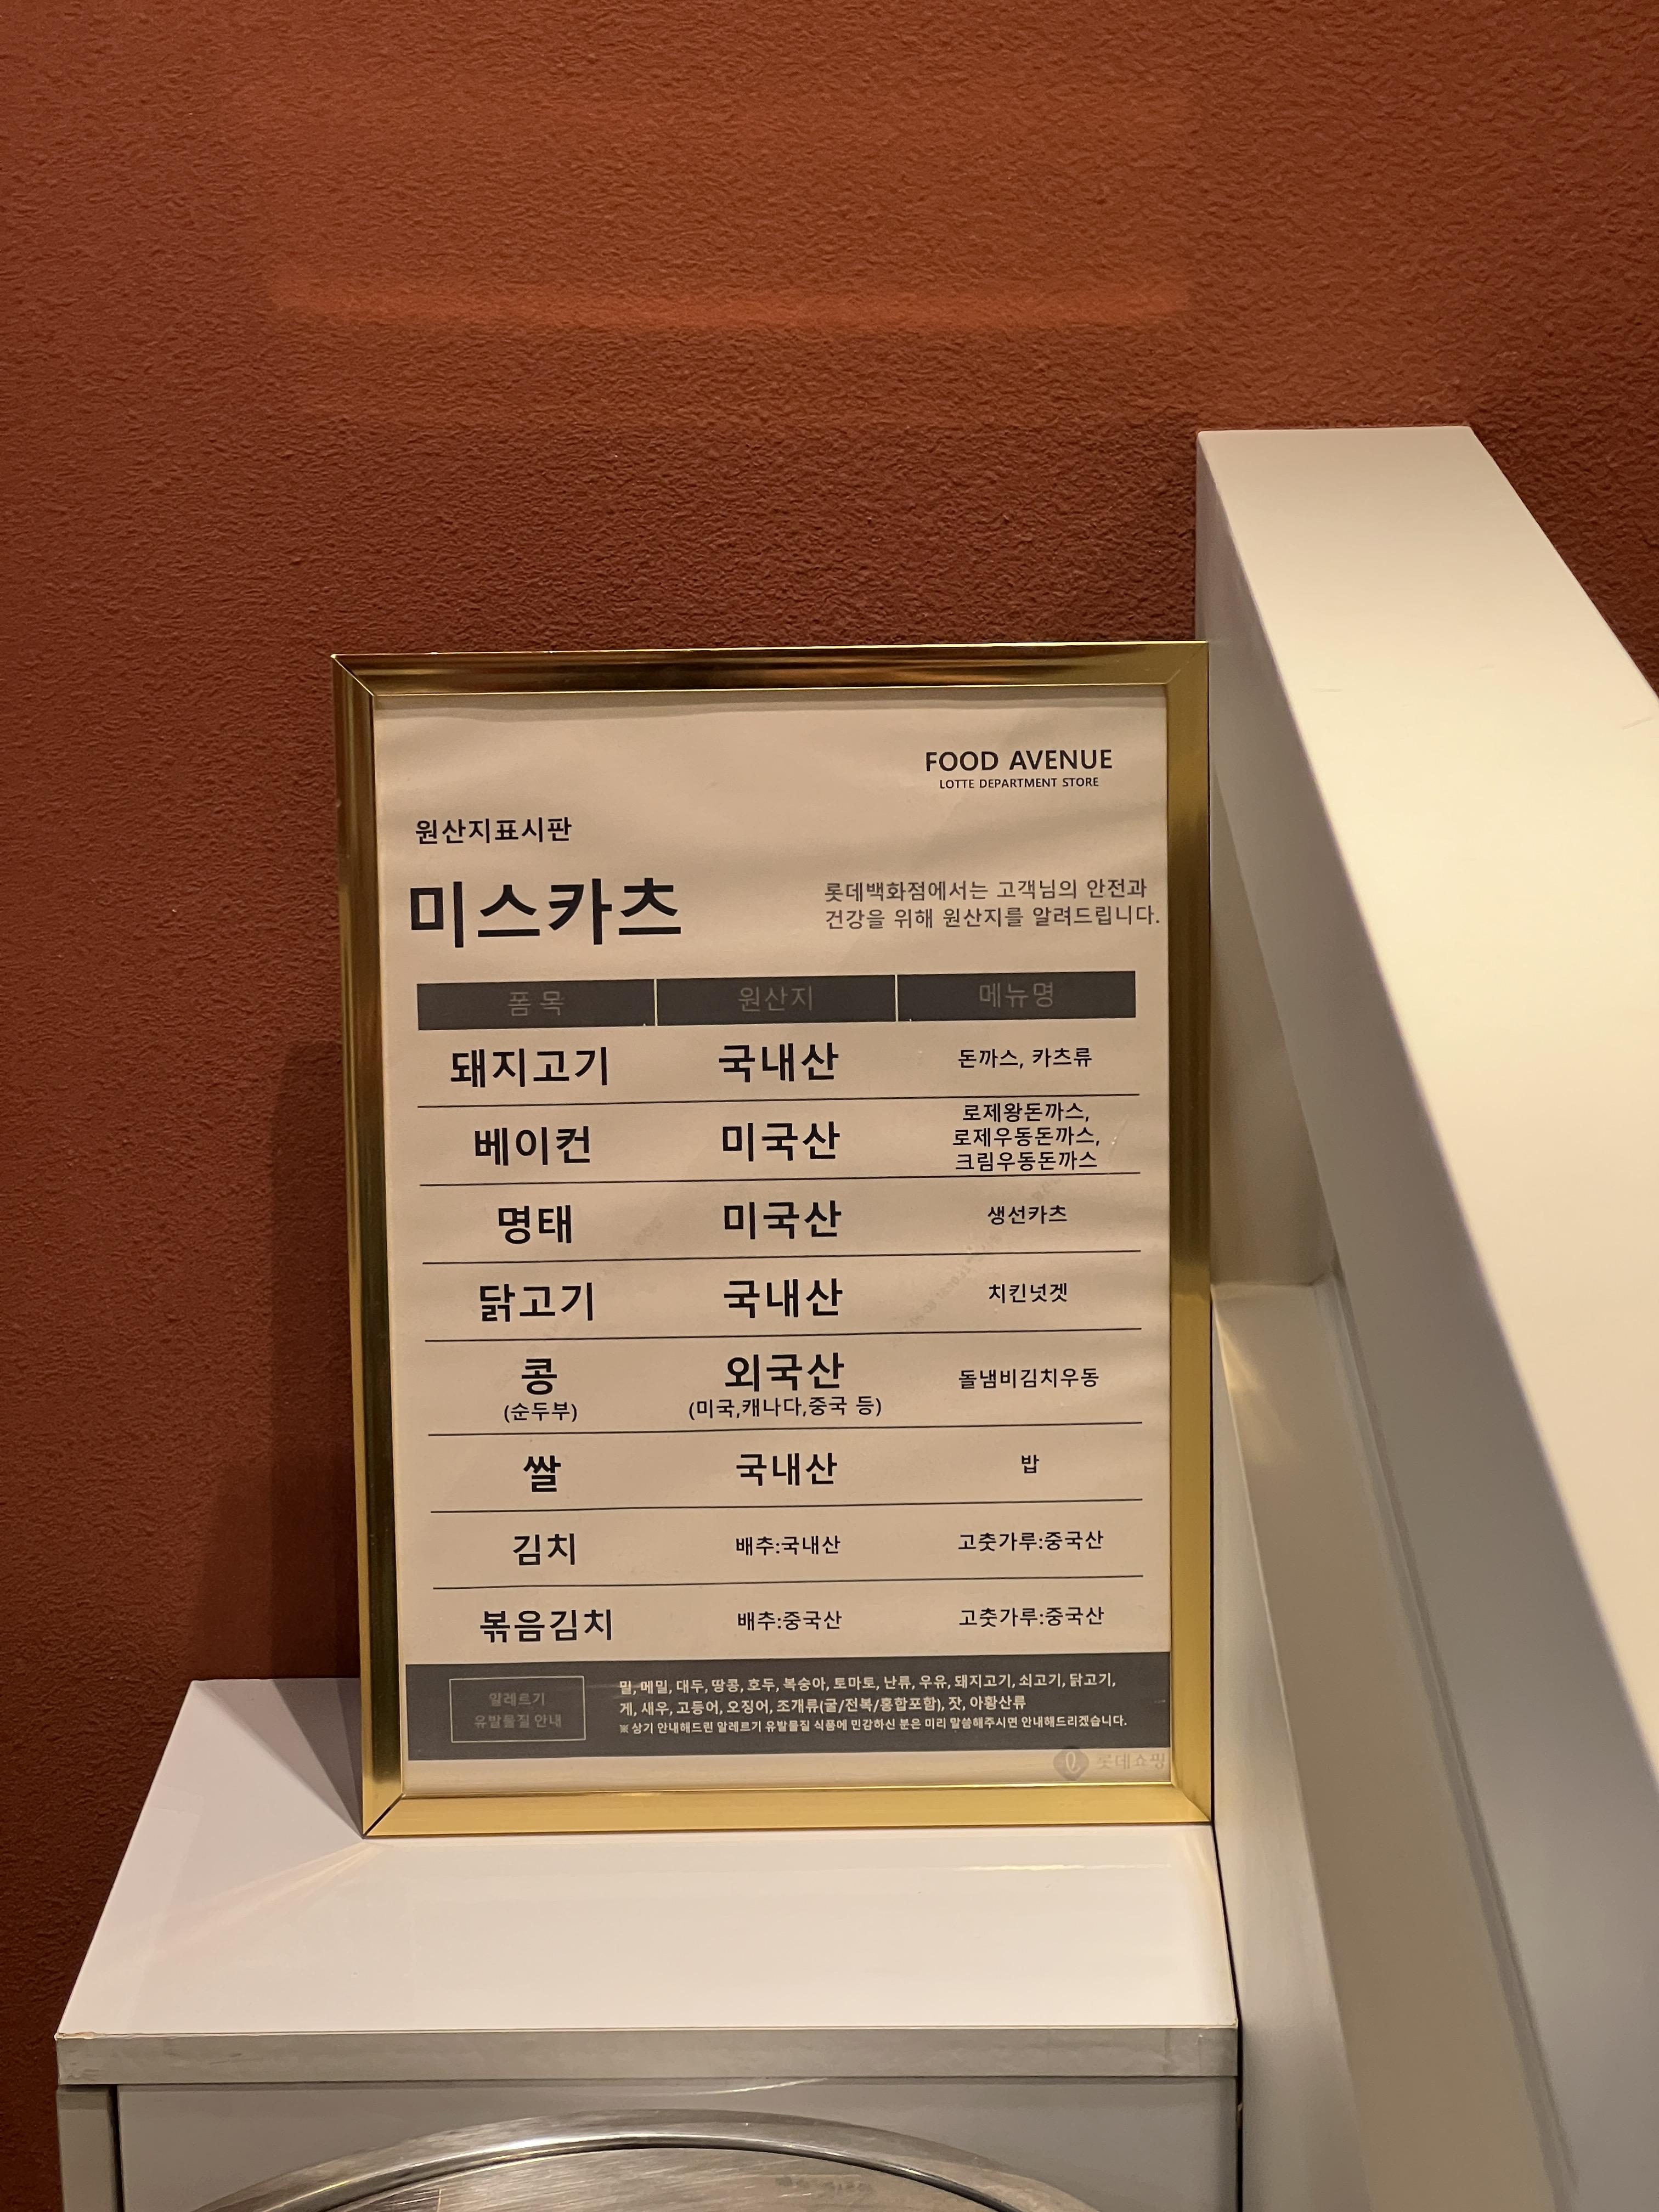 FOOD AVENUE
LOTTE DEPARTMENT STORE
원산지표시판
미스카츠
롯데백화점에서는 고객님의 안전과
건강을 위해 원산지를 알려드립니다.
품 목 원산지 메뉴명
돼지고기 국내산 돈까스, 카츠류
베이컨 미국산 로제왕돈까스,
로제우동돈까스,
크림우동돈까스
명태 미국산 생선카츠
닭고기 국내산 치킨넛겟
콩 외국산 돌냄비김치우동
(순두부) (미국,캐나다,중국 등)
쌀 국내산 밥
김치 배추:국내산 고춧가루:중국산
볶음김치 배추:중국산 고춧가루:중국산
알레르기
유발물질 안내
밀, 메밀, 대두, 땅콩, 호두, 복숭아, 토마토, 난류, 우유, 돼지고기, 쇠고기, 닭고기,
게, 새우, 고등어, 오징어, 조개류(굴/전복/홍합포함), 잣, 아황산류
※ 상기 안내해드린 알레르기 유발물질 식품에 민감하신 분은 미리 말씀해주시면 안내해드리겠습니다.
롯데쇼핑